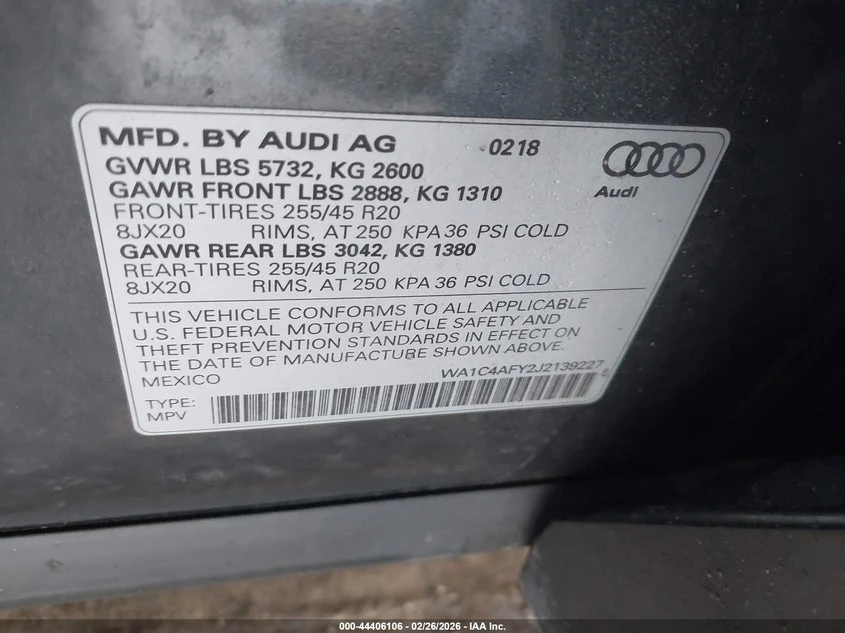 MFD. BY AUDI AG 0218
GVWR LBS 5732, KG 2600
GAWR FRONT LBS 2888, KG 1310
FRONT-TIRES 255/45 R20
8JX20 RIMS, AT 250 KPA 36 PSI COLD
GAWR REAR LBS 3042, KG 1380
REAR-TIRES 255/45 R20
8JX20 RIMS, AT 250 KPA 36 PSI COLD
Audi
THIS VEHICLE CONFORMS TO ALL APPLICABLE
U.S. FEDERAL MOTOR VEHICLE SAFETY AND
THEFT PREVENTION STANDARDS IN EFFECT ON
THE DATE OF MANUFACTURE SHOWN ABOVE.
MEXICO WA1C4AFY2J2139227
TYPE:
MPV
000-44406106 - 02/26/2026 - IAA Inc.